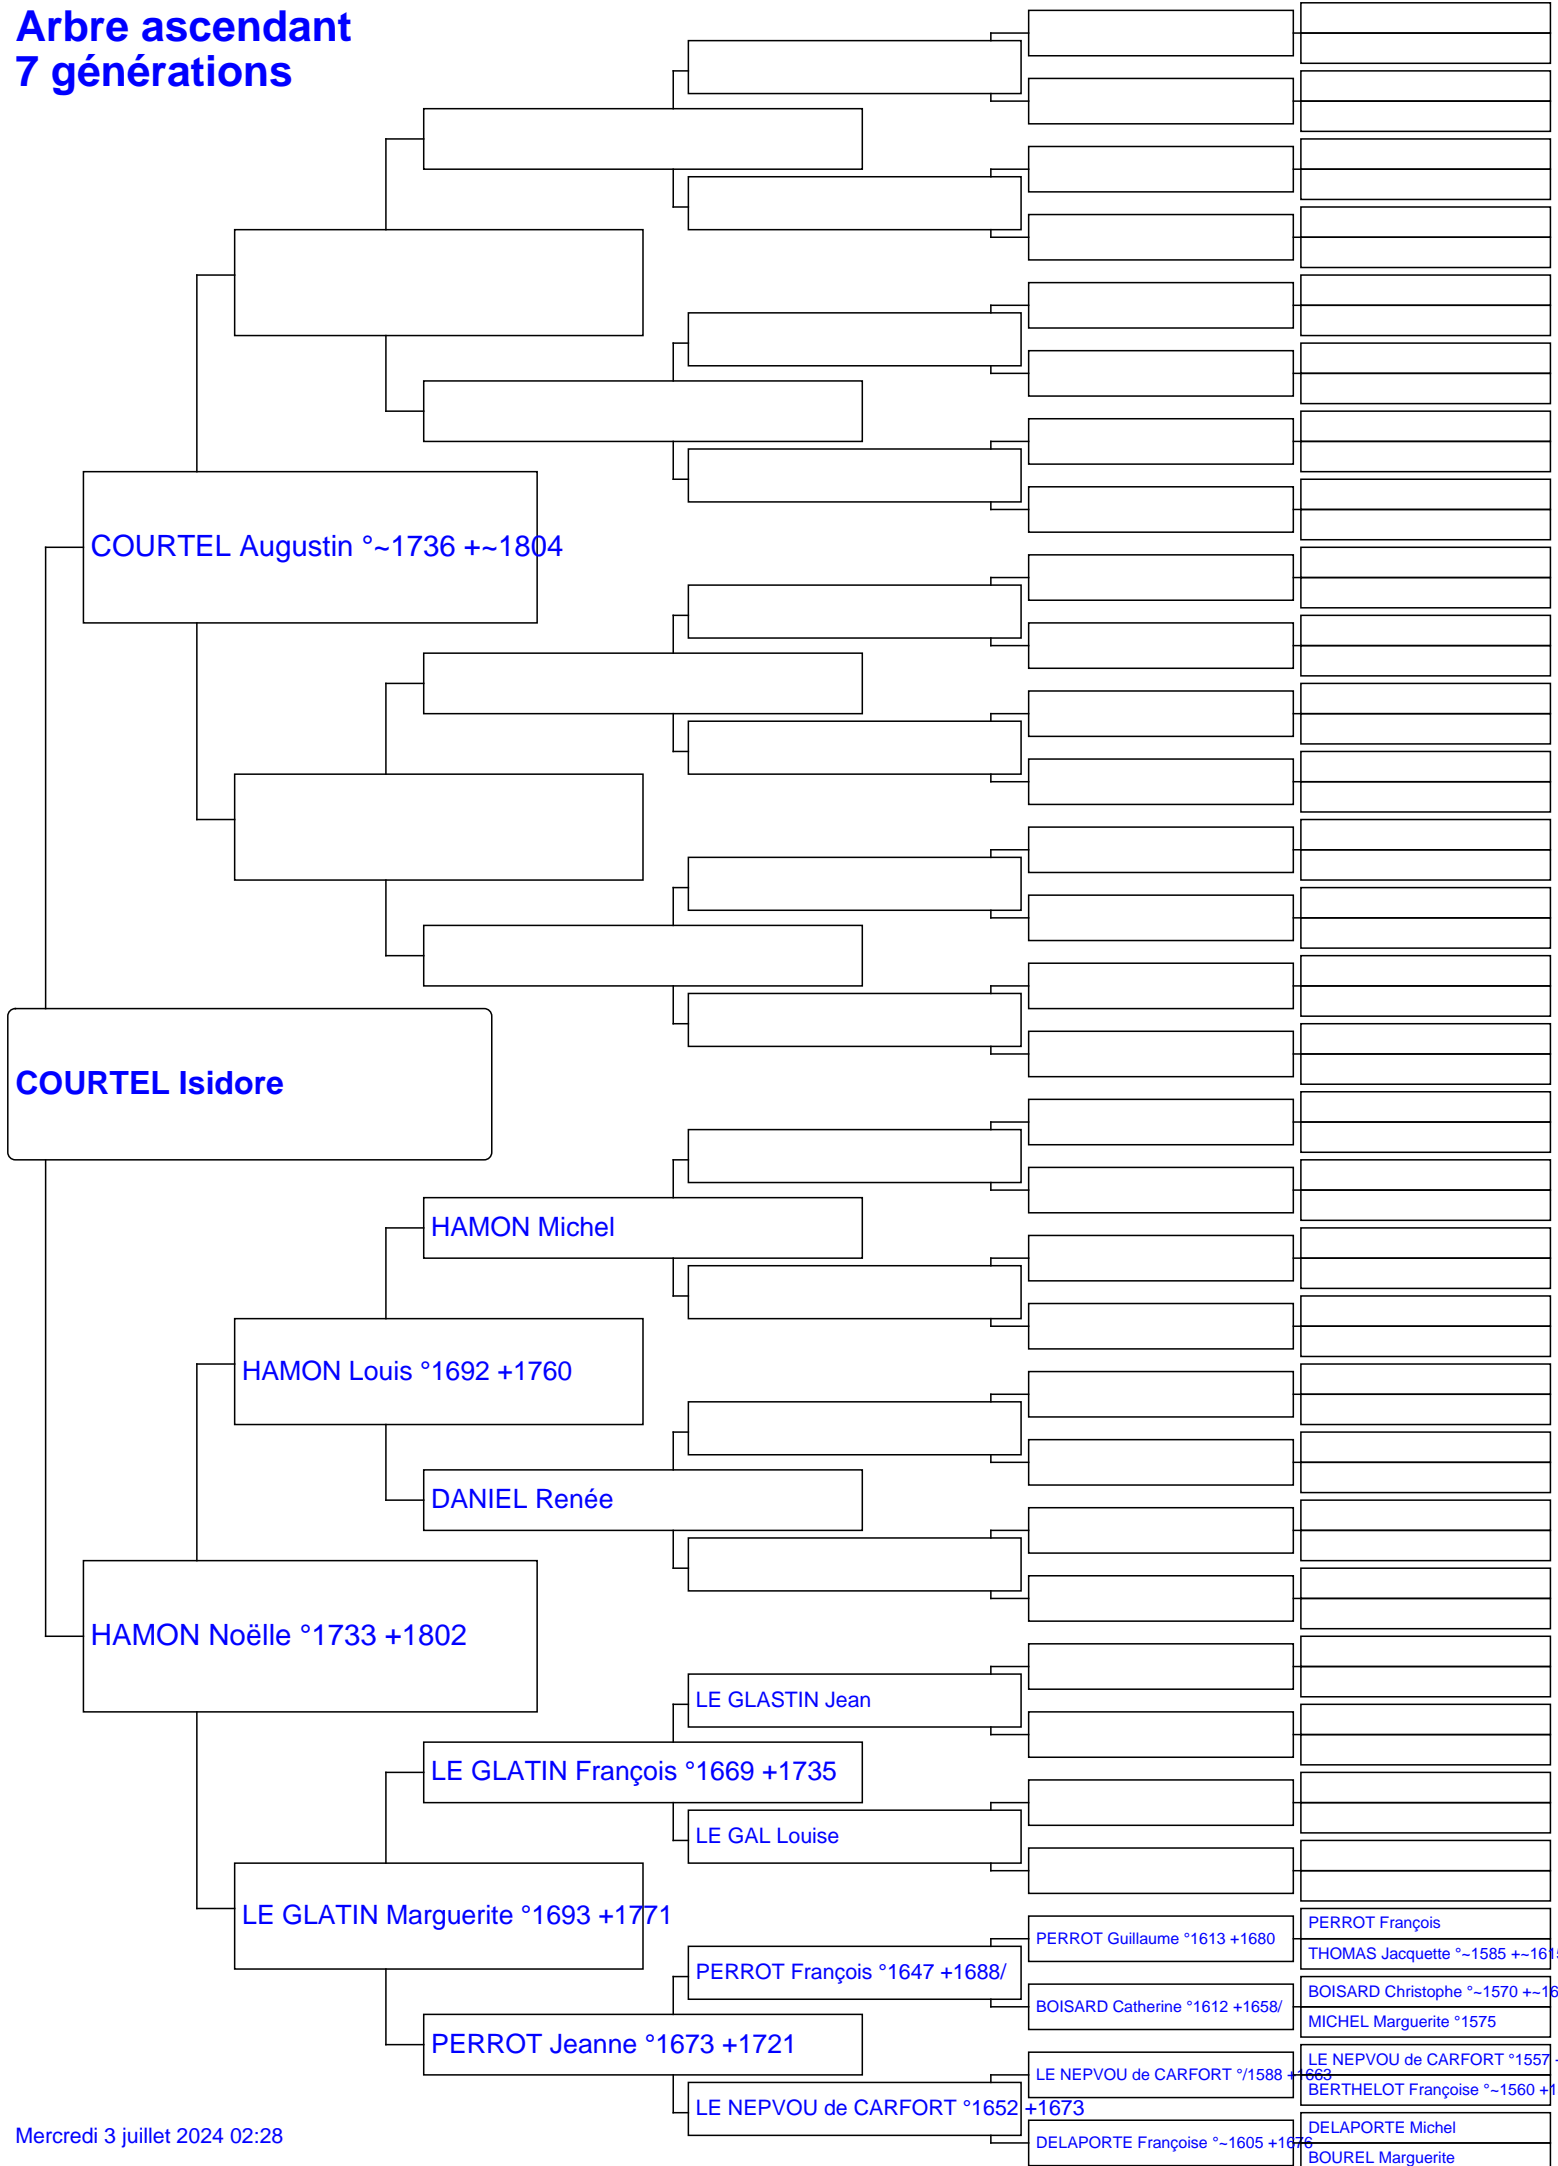 Arbre ascendant
7 générations
COURTEL Augustin °~1736 +~1804
COURTEL Isidore
HAMON Michel
HAMON Louis °1692 +1760
DANIEL Renée
HAMON Noëlle °1733 +1802
LE GLASTIN Jean
LE GLATIN François °1669 +1735
LE GAL Louise
LE GLATIN Marguerite °1693 +1771
PERROT François
PERROT Guillaume °1613 +1680
THOMAS Jacquette °~1585 +~1615
PERROT François °1647 +1688/
BOISARD Christophe °~1570 +~16
BOISARD Catherine °1612 +1658/
MICHEL Marguerite °1575
PERROT Jeanne °1673 +1721
LE NEPVOU de CARFORT °1557 +
LE NEPVOU de CARFORT °/1588 +1663
BERTHELOT Françoise °~1560 +1
LE NEPVOU de CARFORT °1652 +1673
DELAPORTE Michel
DELAPORTE Françoise °~1605 +1676
BOUREL Marguerite
Mercredi 3 juillet 2024 02:28